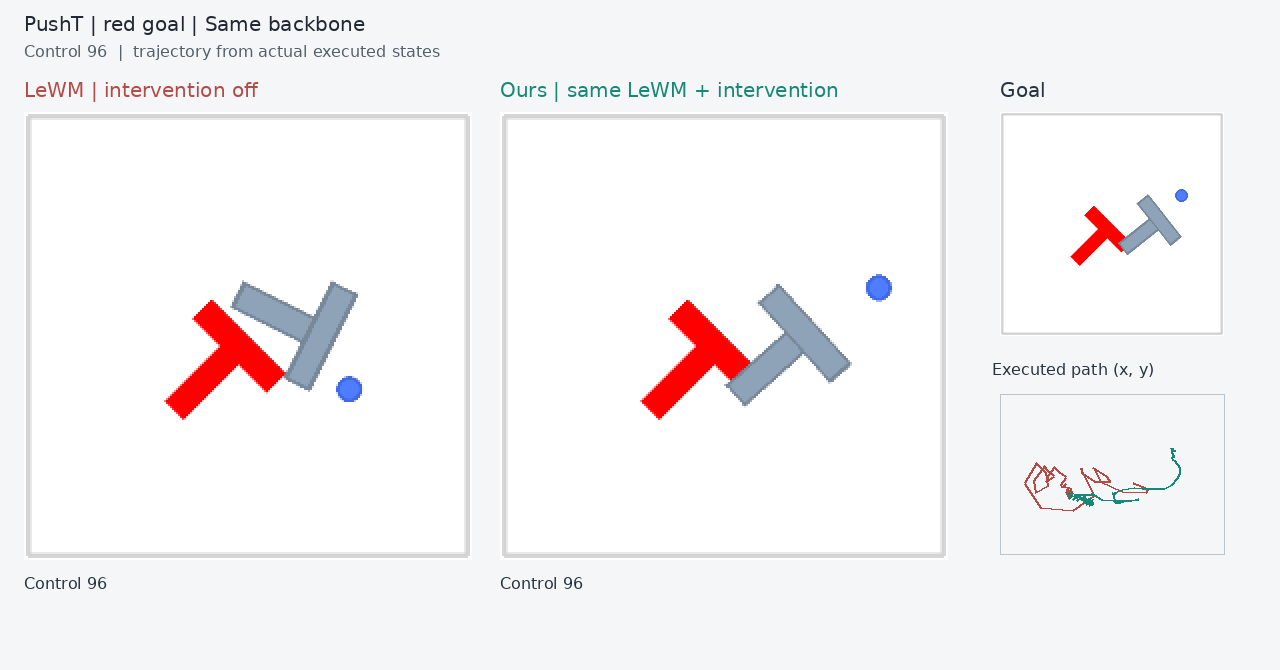 PushT | red goal | Same backbone
Control 96 | trajectory from actual executed states
LeWM | intervention off
Ours | same LeWM + intervention
Goal
Executed path (x, y)
Control 96
Control 96